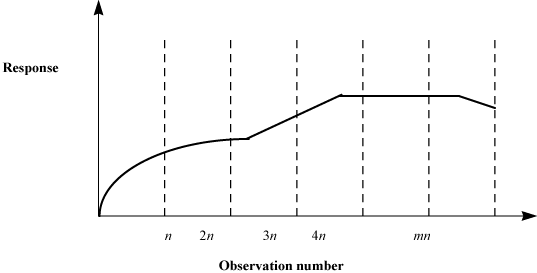 Response
n 2n 3n 4n mn
Observation number